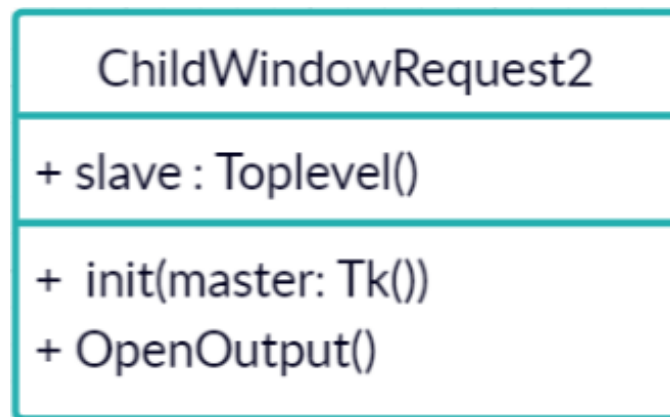 ChildWindowRequest2
+ slave : Toplevel()
+ init(master: Tk())
+ OpenOutput()